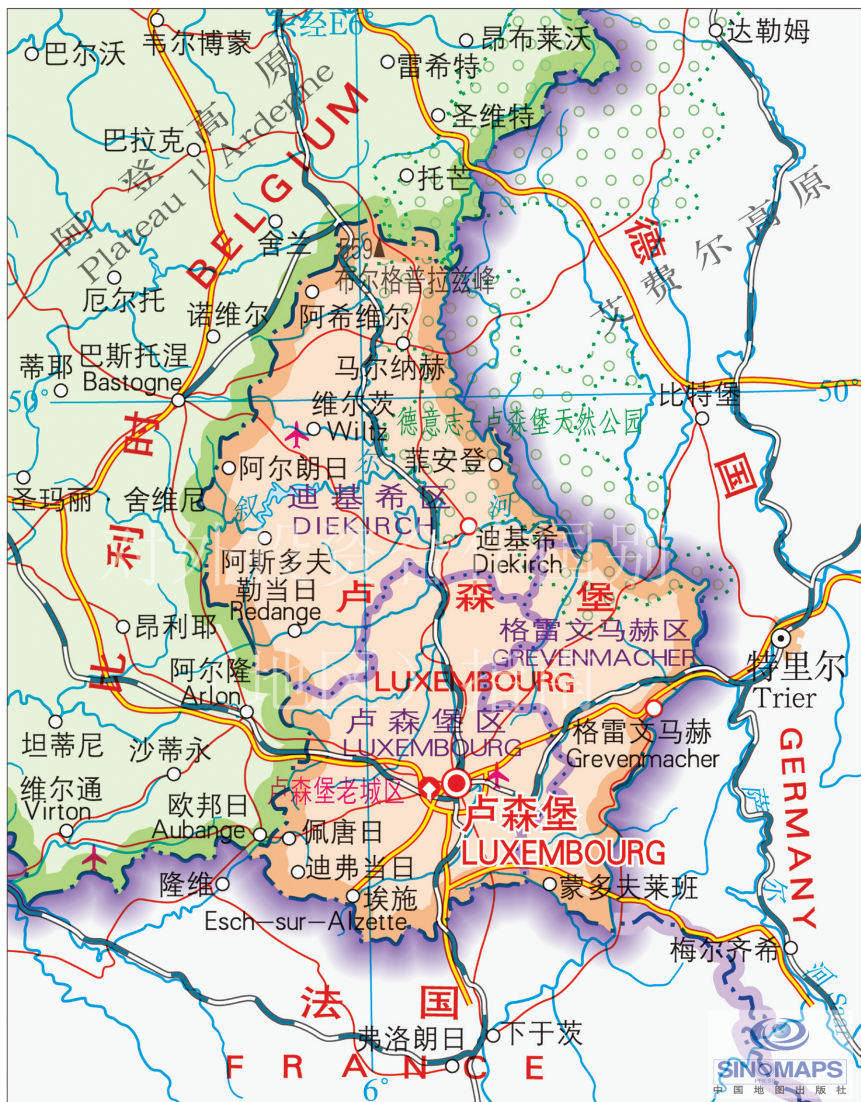 韦尔博蒙
东经E6°
昂布莱沃
达勒姆
巴尔沃
雷希特
圣维特
阿登高原
Plateau l' Ardenne
巴拉克
BELGIUM
托芒
舍兰
559
布尔格普拉兹峰
德国
艾费尔高原
厄尔托
诺维尔
阿希维尔
马尔纳赫
蒂耶
巴斯托涅
Bastogne
50°
50°
比特堡
维尔茨
Wiltz
德意志-卢森堡天然公园
阿尔朗日
菲安登
圣玛丽·舍维尼
叙尔河
迪基希区
DIEKIRCH
比利时
阿斯多夫
迪基希
Diekirch
勒当日
Redange
卢森堡
LUXEMBOURG
昂利耶
格雷文马赫区
GREVENMACHER
阿尔隆
Arlon
特里尔
Trier
坦蒂尼
沙蒂永
卢森堡区
LUXEMBOURG
格雷文马赫
Grevenmacher
GERMANY
维尔通
Virton
欧邦日
Aubange
卢森堡老城区
卢森堡
LUXEMBOURG
佩唐日
迪弗当日
隆维
埃施
Esch-sur-Alzette
蒙多夫莱班
萨尔河 Saar
梅尔齐希
法国
弗洛朗日
下于茨
FRANCE
6°
SINOMAPS
PRESS
中国地图出版社